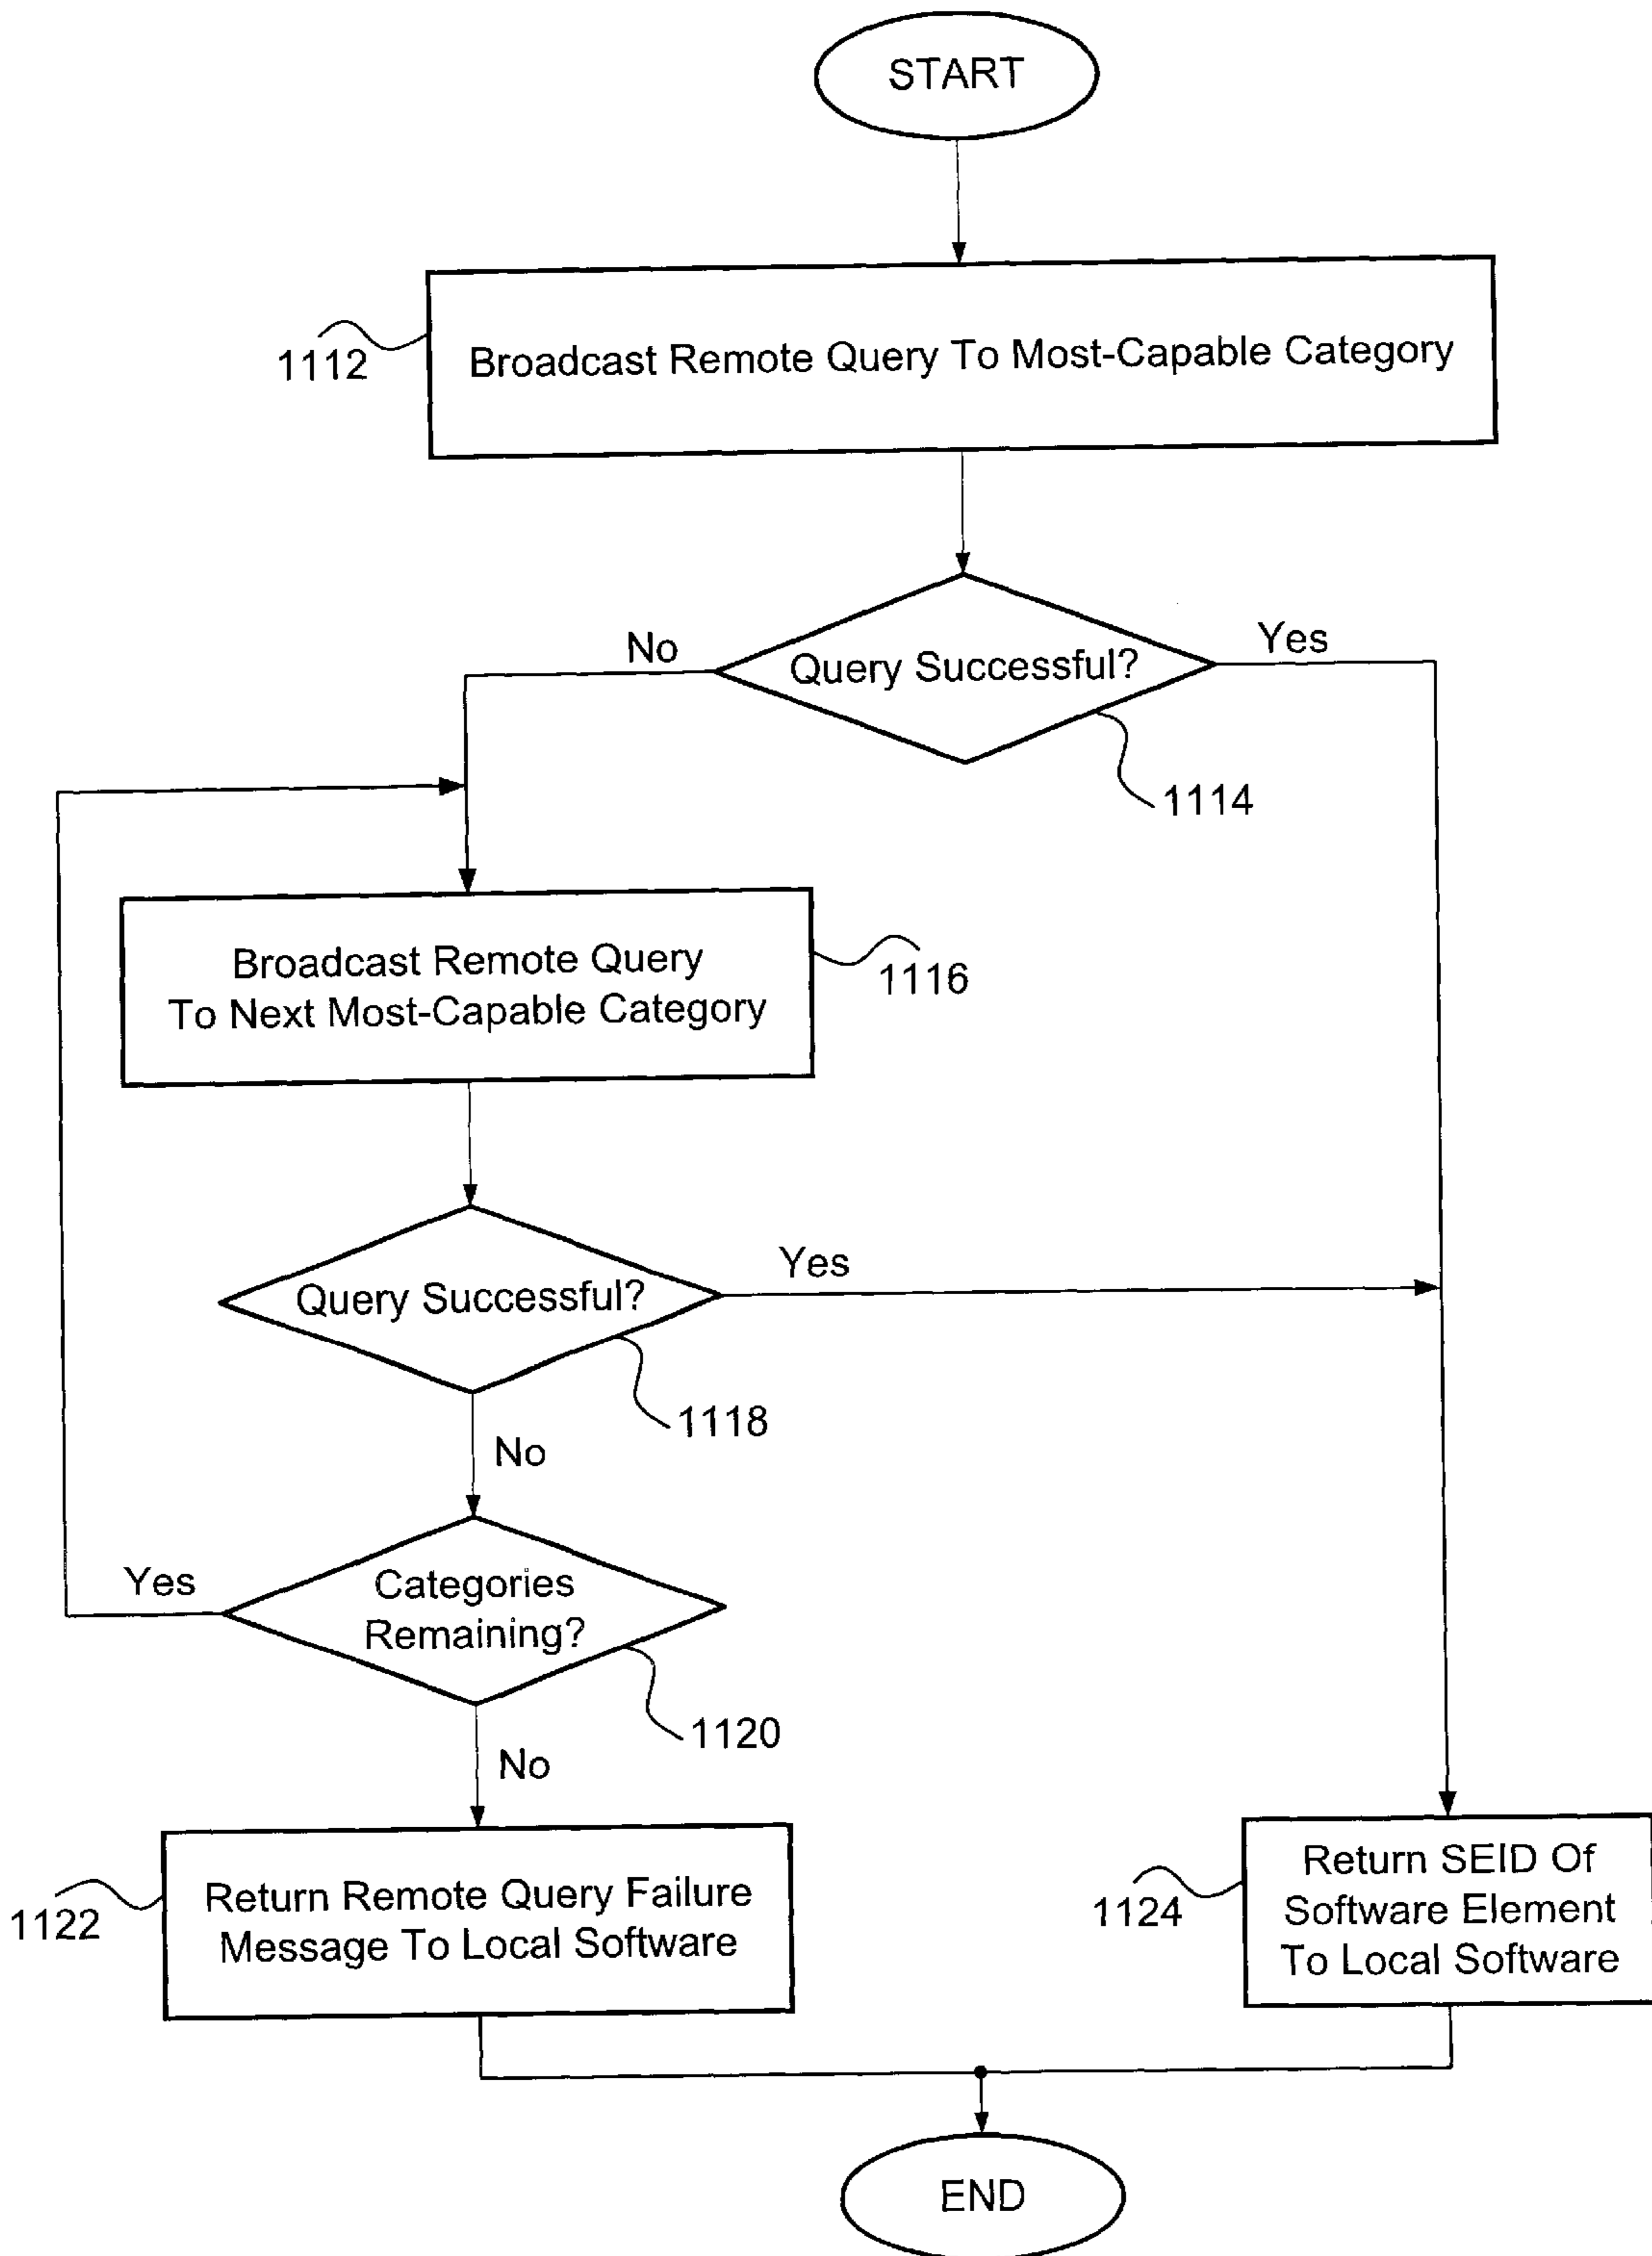 START
1112
Broadcast Remote Query To Most-Capable Category
No
Query Successful?
Yes
1114
Broadcast Remote Query
To Next Most-Capable Category
1116
Query Successful?
Yes
1118
No
Yes
Categories
Remaining?
1120
No
1122
Return Remote Query Failure
Message To Local Software
1124
Return SEID Of
Software Element
To Local Software
END